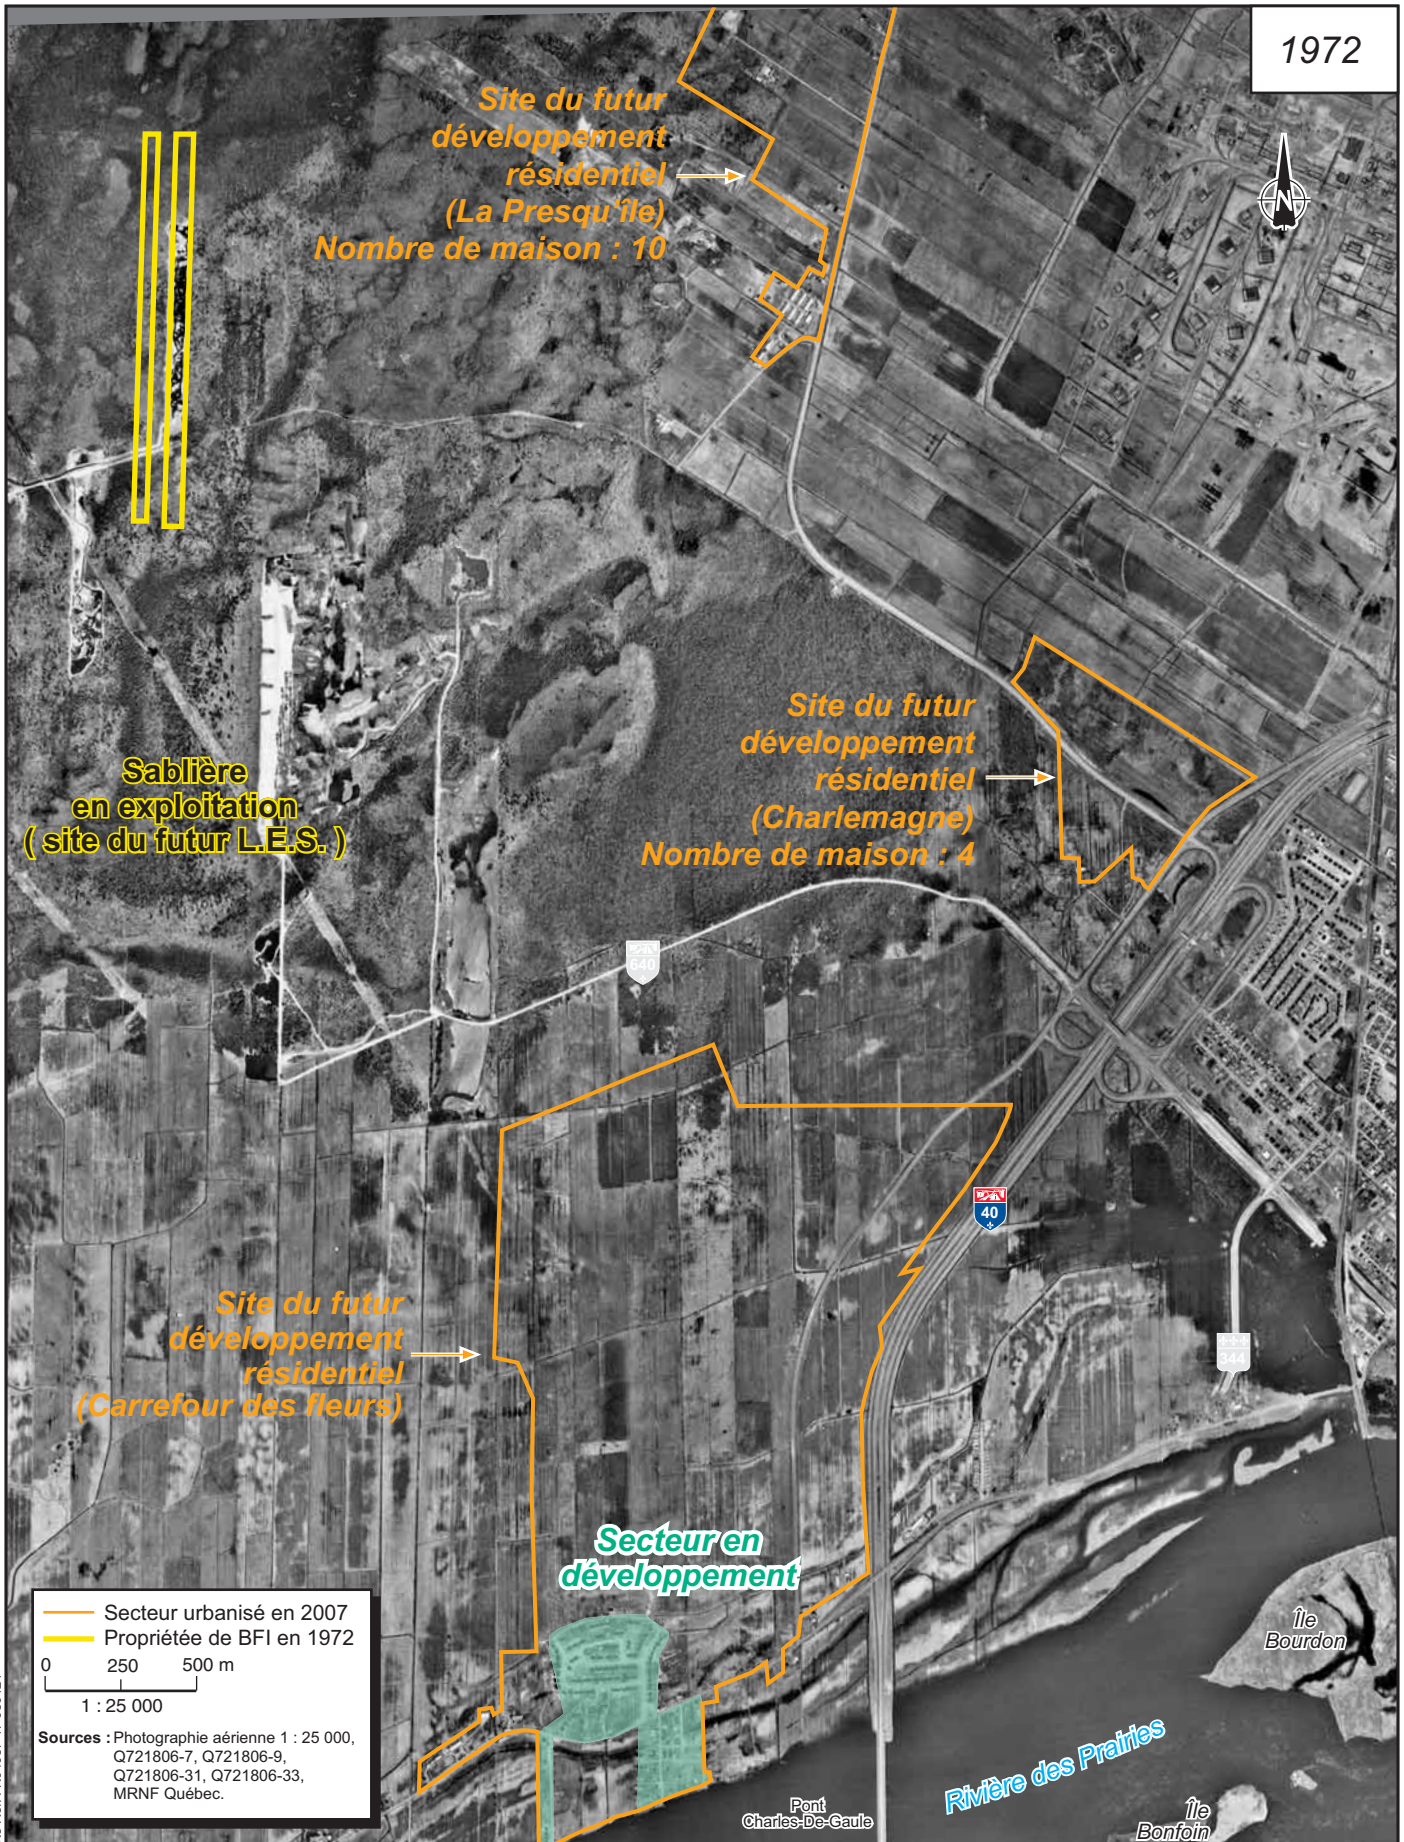 1972
Site du futur
développement
résidentiel
(La Presqu'île)
Nombre de maison : 10
N
Sablière
en exploitation
( site du futur L.E.S. )
Site du futur
développement
résidentiel
(Charlemagne)
Nombre de maison : 4
640
40
344
Site du futur
développement
résidentiel
(Carrefour des fleurs)
Secteur en
développement
Secteur urbanisé en 2007
Propriétée de BFI en 1972
0 250 500 m
1 : 25 000
Sources : Photographie aérienne 1 : 25 000,
Q721806-7, Q721806-9,
Q721806-31, Q721806-33,
MRNF Québec.
Île
Bourdon
Rivière des Prairies
Pont
Charles-De-Gaule
Île
Bonfoin